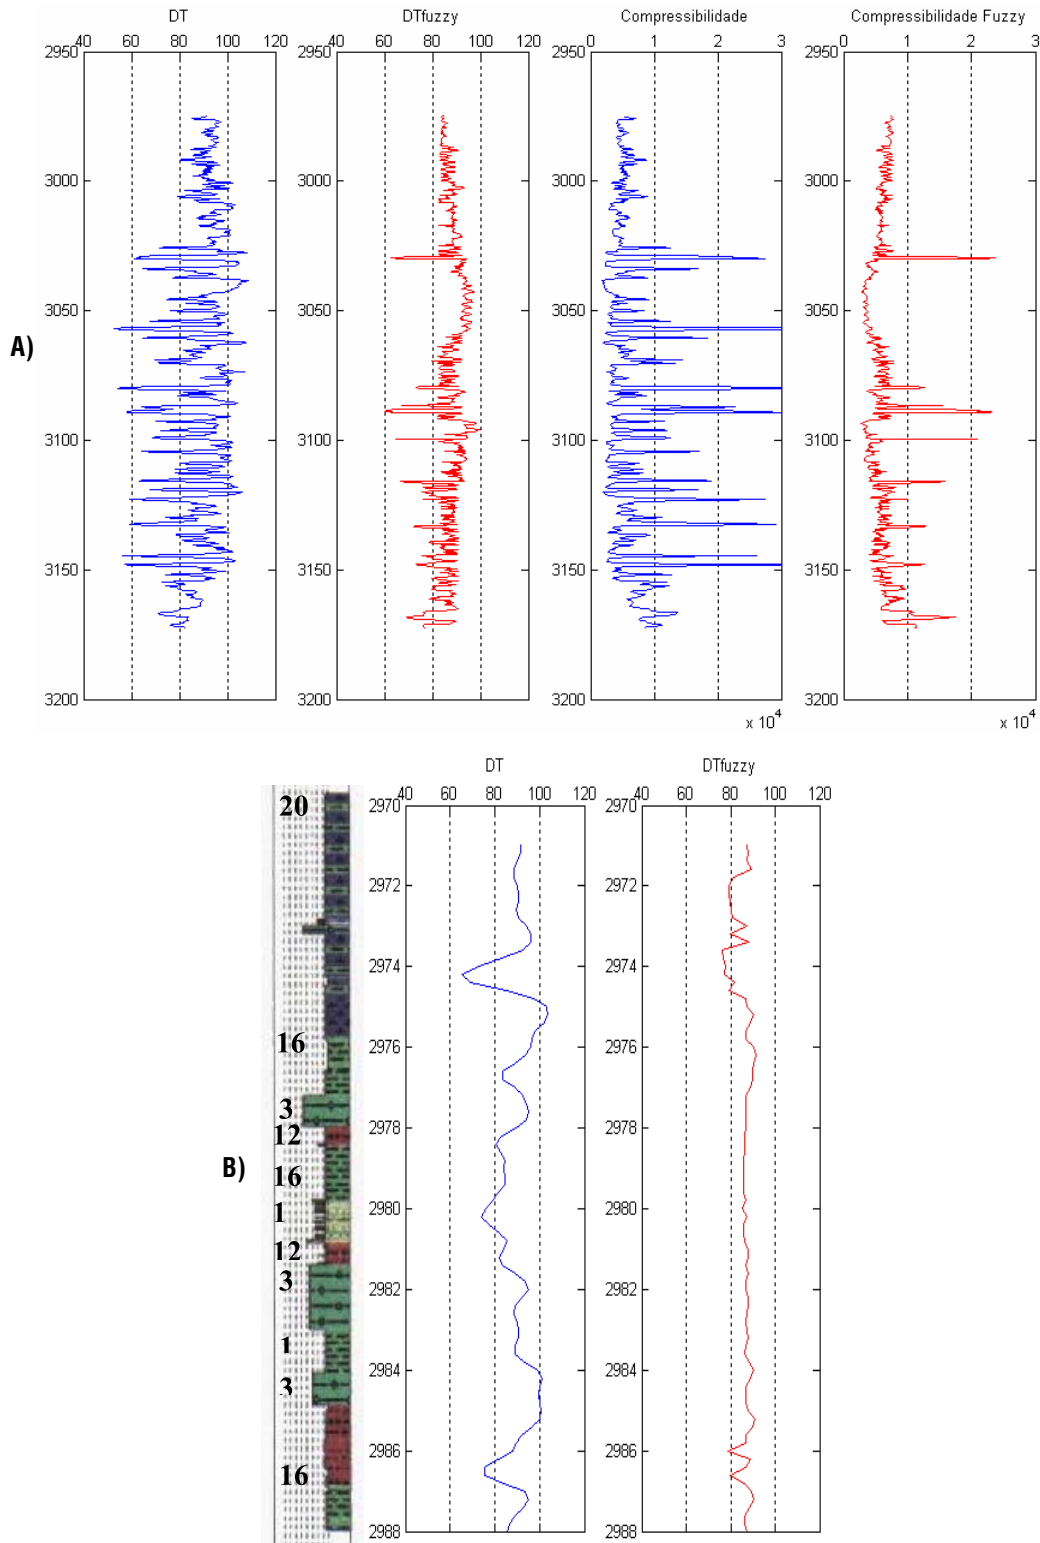 DT DTfuzzy Compressibilidade Compressibilidade Fuzzy
40 60 80 100 120 40 60 80 100 120 0 1 2 3 0 1 2 3
2950 2950 2950 2950
3000 3000 3000 3000
3050 3050 3050 3050
A)
3100 3100 3100 3100
3150 3150 3150 3150
3200 3200 3200 3200
x 10^4 x 10^4
DT DTfuzzy
40 60 80 100 120 40 60 80 100 120
20 2970 2970
2972 2972
2974 2974
16 2976 2976
3 2978 2978
12
B)
16
1 2980 2980
12
3 2982 2982
1 2984 2984
3
2986 2986
16
2988 2988